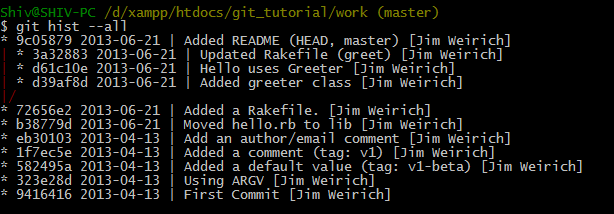 Shiv@SHIV-PC /d/xampp/htdocs/git_tutorial/work (master)
$ git hist --all
* 9c05879 2013-06-21 | Added README (HEAD, master) [Jim Weirich]
| * 3a32883 2013-06-21 | Updated Rakefile (greet) [Jim Weirich]
| * d61c10e 2013-06-21 | Hello uses Greeter [Jim Weirich]
| * d39af8d 2013-06-21 | Added greeter class [Jim Weirich]
|/
* 72656e2 2013-06-21 | Added a Rakefile. [Jim Weirich]
* b38779d 2013-06-21 | Moved hello.rb to lib [Jim Weirich]
* eb30103 2013-04-13 | Add an author/email comment [Jim Weirich]
* 1f7ec5e 2013-04-13 | Added a comment (tag: v1) [Jim Weirich]
* 582495a 2013-04-13 | Added a default value (tag: v1-beta) [Jim Weirich]
* 323e28d 2013-04-13 | Using ARGV [Jim Weirich]
* 9416416 2013-04-13 | First Commit [Jim Weirich]